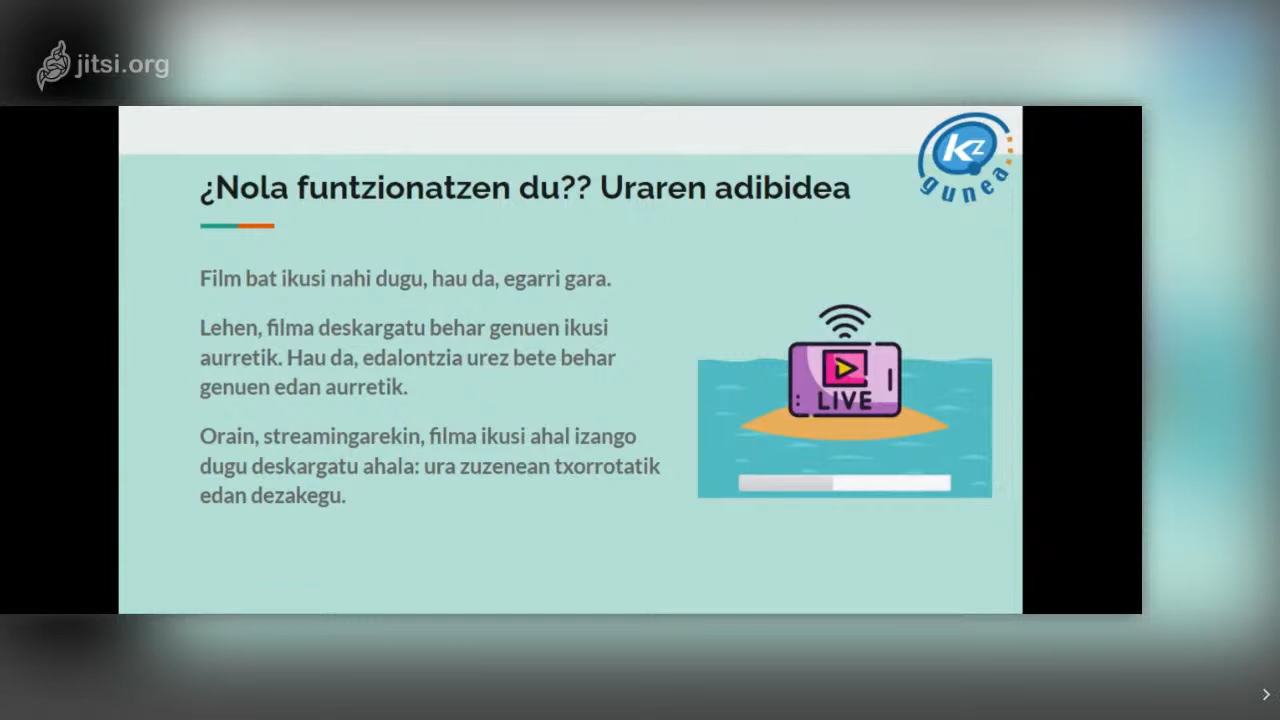 jitsi.org
kz
gunea
¿Nola funtzionatzen du?? Uraren adibidea
Film bat ikusi nahi dugu, hau da, egarri gara.
Lehen, filma deskargatu behar genuen ikusi
aurretik. Hau da, edalontzia urez bete behar
genuen edan aurretik.
Orain, streamingarekin, filma ikusi ahal izango
dugu deskargatu ahala: ura zuzenean txorrotatik
edan dezakegu.
LIVE